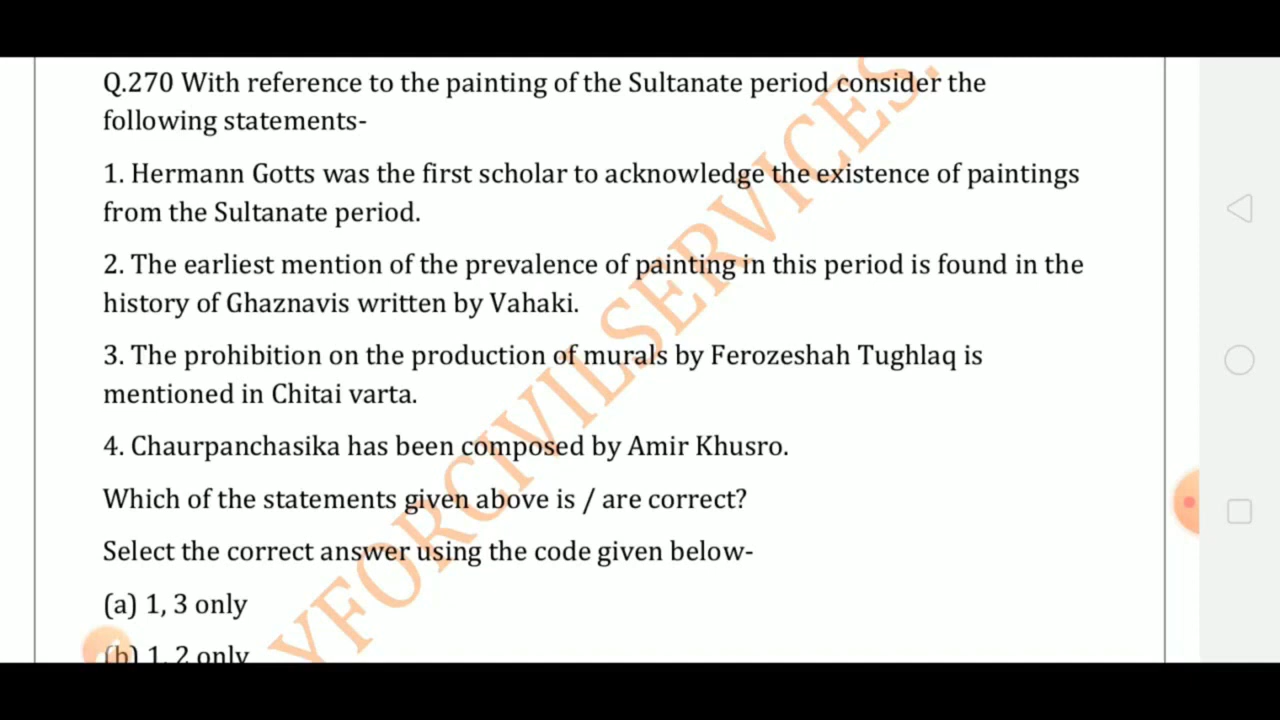 Q.270 With reference to the painting of the Sultanate period consider the
following statements-
1. Hermann Gotts was the first scholar to acknowledge the existence of paintings
from the Sultanate period.
2. The earliest mention of the prevalence of painting in this period is found in the
history of Ghaznavis written by Vahaki.
3. The prohibition on the production of murals by Ferozeshah Tughlaq is
mentioned in Chitai varta.
4. Chaurpanchasika has been composed by Amir Khusro.
Which of the statements given above is / are correct?
Select the correct answer using the code given below-
(a) 1, 3 only
(b) 1, 2 only
YFORCIVILSERVICES.